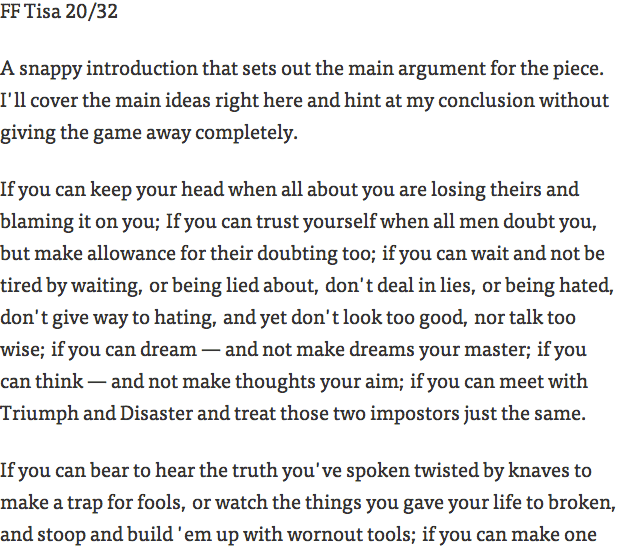 FF Tisa 20/32
A snappy introduction that sets out the main argument for the piece.
I'll cover the main ideas right here and hint at my conclusion without
giving the game away completely.
If you can keep your head when all about you are losing theirs and
blaming it on you; If you can trust yourself when all men doubt you,
but make allowance for their doubting too; if you can wait and not be
tired by waiting, or being lied about, don't deal in lies, or being hated,
don't give way to hating, and yet don't look too good, nor talk too
wise; if you can dream — and not make dreams your master; if you
can think — and not make thoughts your aim; if you can meet with
Triumph and Disaster and treat those two impostors just the same.
If you can bear to hear the truth you've spoken twisted by knaves to
make a trap for fools, or watch the things you gave your life to broken,
and stoop and build 'em up with wornout tools; if you can make one